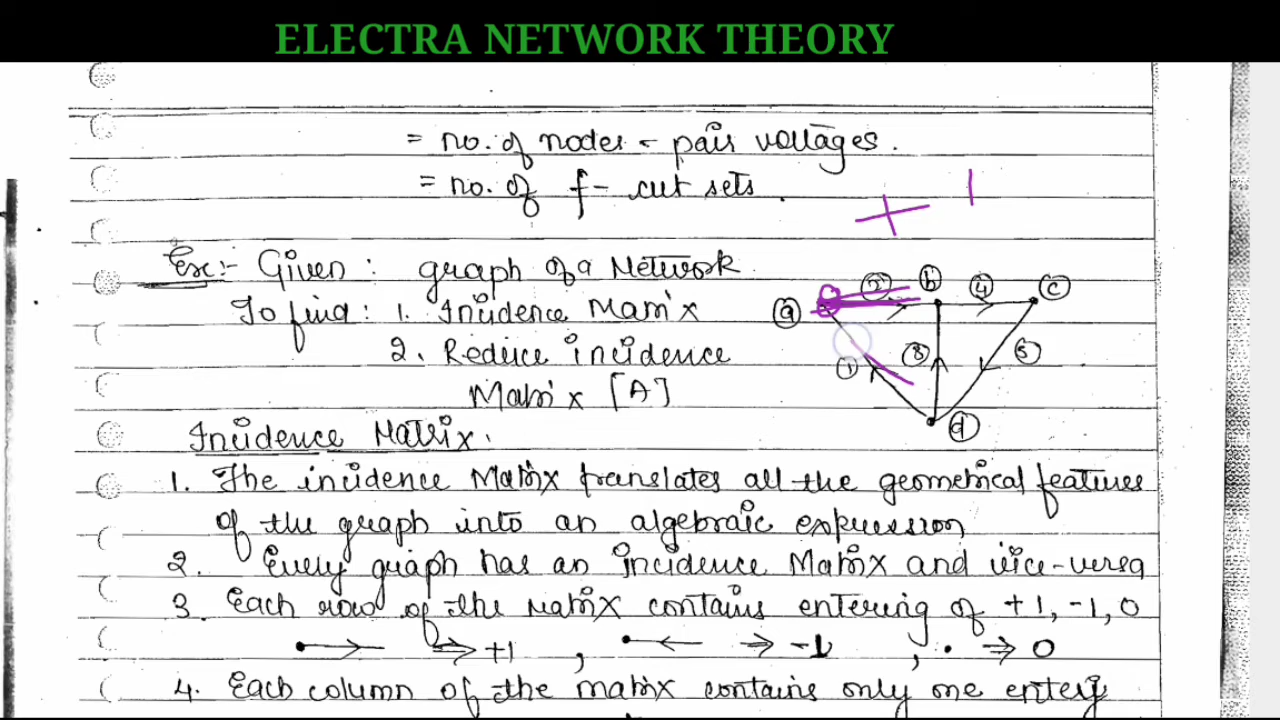 ELECTRA NETWORK THEORY
= no. of nodes - pair voltages.
= no. of f- cut sets.
+ 1
Ex:- Given: graph of a Network
To find: 1. Incidence Matrix
2. Reduce incidence
Matrix [A]
a 2 b 4 c
1 3 5
d
Incidence Matrix.
1. The incidence Matrix translates all the geometrical features
of the graph into an algebraic expression
2. Every graph has an incidence Matrix and vice-versa
3. Each row of the matrix contains entering of +1, -1, 0
⇒ +1, ⇒ -1, ⇒ 0
4. Each column of the matrix contains only one entery